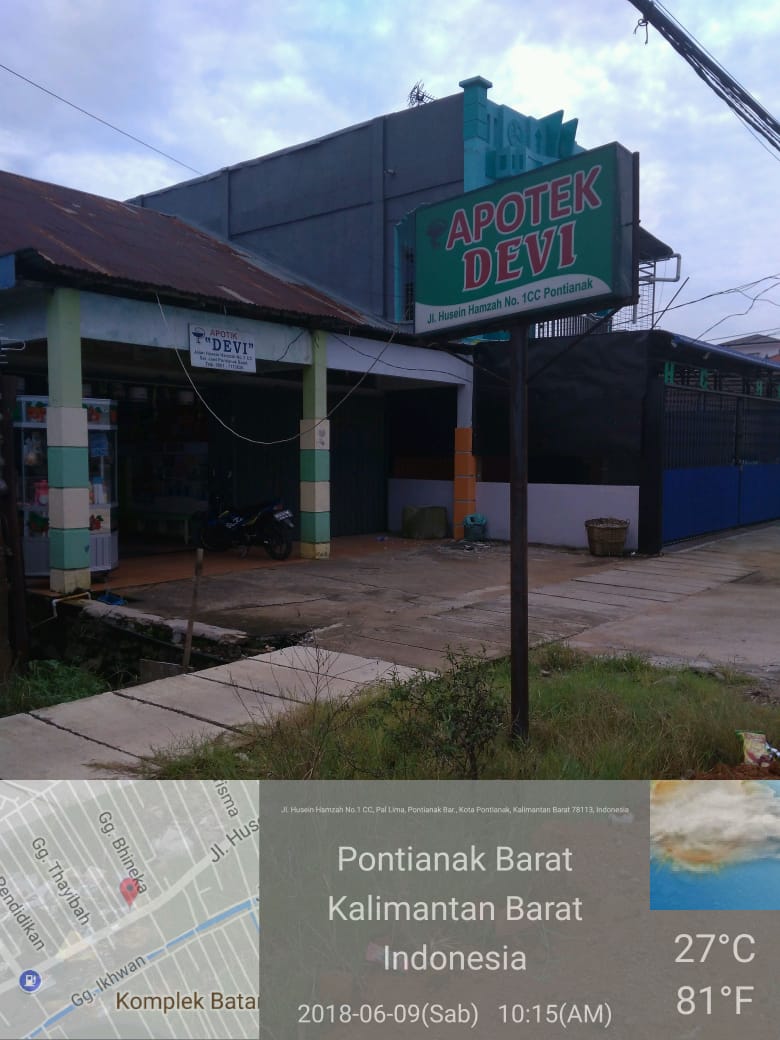 APOTEK
DEVI
Jl. Husein Hamzah No. 1CC Pontianak
APOTIK
"DEVI"
Jl. Husein Hamzah No.1 CC, Pal Lima, Pontianak Bar., Kota Pontianak, Kalimantan Barat 78113, Indonesia
Pontianak Barat
Kalimantan Barat
Indonesia
2018-06-09(Sab) 10:15(AM)
27°C
81°F
risma
Jl. Huse
Gg. Bhineka
Gg. Thayibah
Pendidikan
Gg. Ikhwan
Komplek Batar